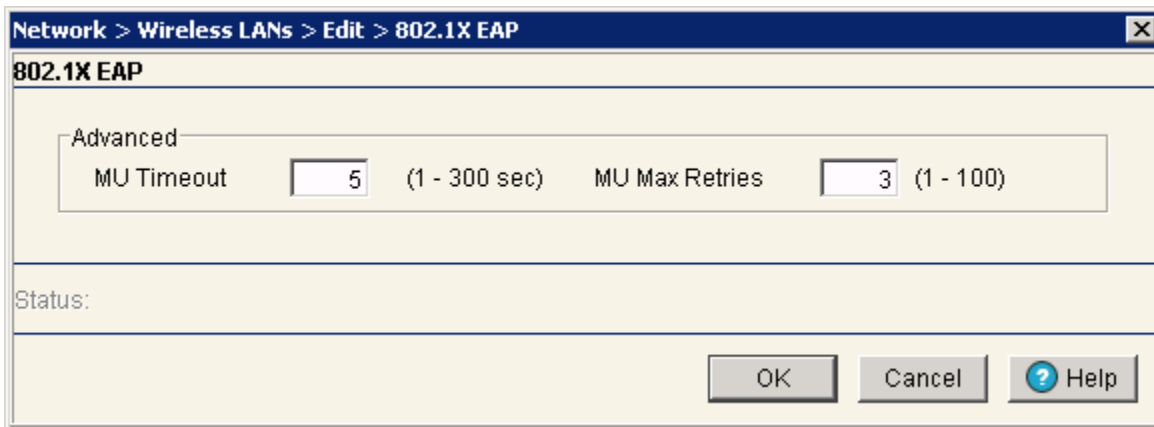 Network > Wireless LANs > Edit > 802.1X EAP
802.1X EAP
Advanced
MU Timeout 5 (1 - 300 sec) MU Max Retries 3 (1 - 100)
Status:
OK Cancel ? Help